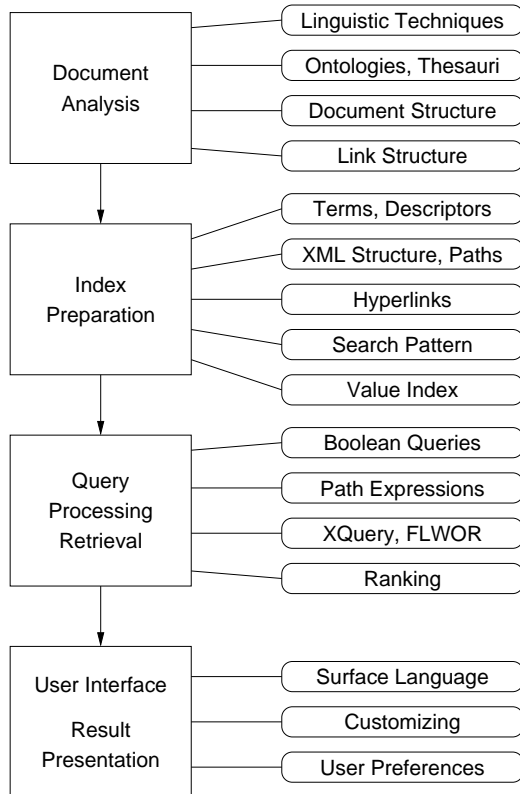 Document
Analysis
Linguistic Techniques
Ontologies, Thesauri
Document Structure
Link Structure
Index
Preparation
Terms, Descriptors
XML Structure, Paths
Hyperlinks
Search Pattern
Value Index
Query
Processing
Retrieval
Boolean Queries
Path Expressions
XQuery, FLWOR
Ranking
User Interface
Result
Presentation
Surface Language
Customizing
User Preferences